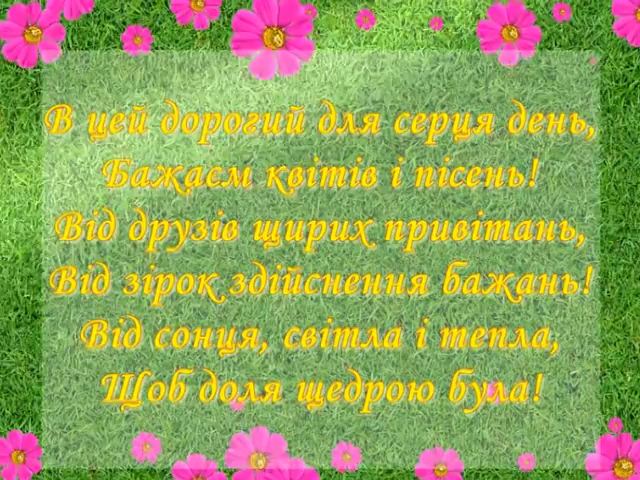 В цей дорогий для серця день,
Бажаєм квітів і пісень!
Від друзів щирих привітань,
Від зірок здійснення бажань!
Від сонця, світла і тепла,
Щоб доля щедрою була!